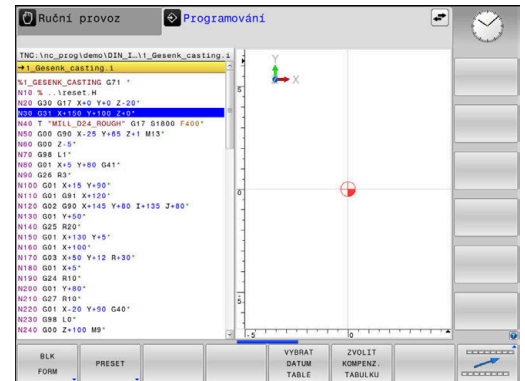 Ruční provoz
Programování
TNC:\nc_prog\demo\DIN_I…\1_Gesenk_casting.i
→1_Gesenk_casting.i
%1_GESENK_CASTING G71 *
N10 % ..\reset.H
N20 G30 G17 X+0 Y+0 Z-20*
N30 G31 X+150 Y+100 Z+0*
N40 T "MILL_D24_ROUGH" G17 S1800 F400*
N50 G00 G90 X-25 Y+65 Z+1 M13*
N60 G00 Z-5*
N70 G98 L1*
N80 G01 X+5 Y+80 G41*
N90 G26 R3*
N100 G01 X+15 Y+90*
N110 G01 G91 X+120*
N120 G02 G90 X+145 Y+80 I+135 J+80*
N130 G01 Y+50*
N140 G25 R20*
N150 G01 X+130 Y+5*
N160 G01 X+100*
N170 G03 X+50 Y+12 R+30*
N180 G01 X+5*
N190 G24 R10*
N200 G01 Y+80*
N210 G27 R10*
N220 G01 X-20 Y+90 G40*
N230 G98 L0*
N240 G00 Z+100 M9*
Y
X
5
0
5
-5
0
BLK
FORM
PRESET
VYBRAT
DATUM
TABLE
ZVOLIT
KOMPENZ.
TABULKU